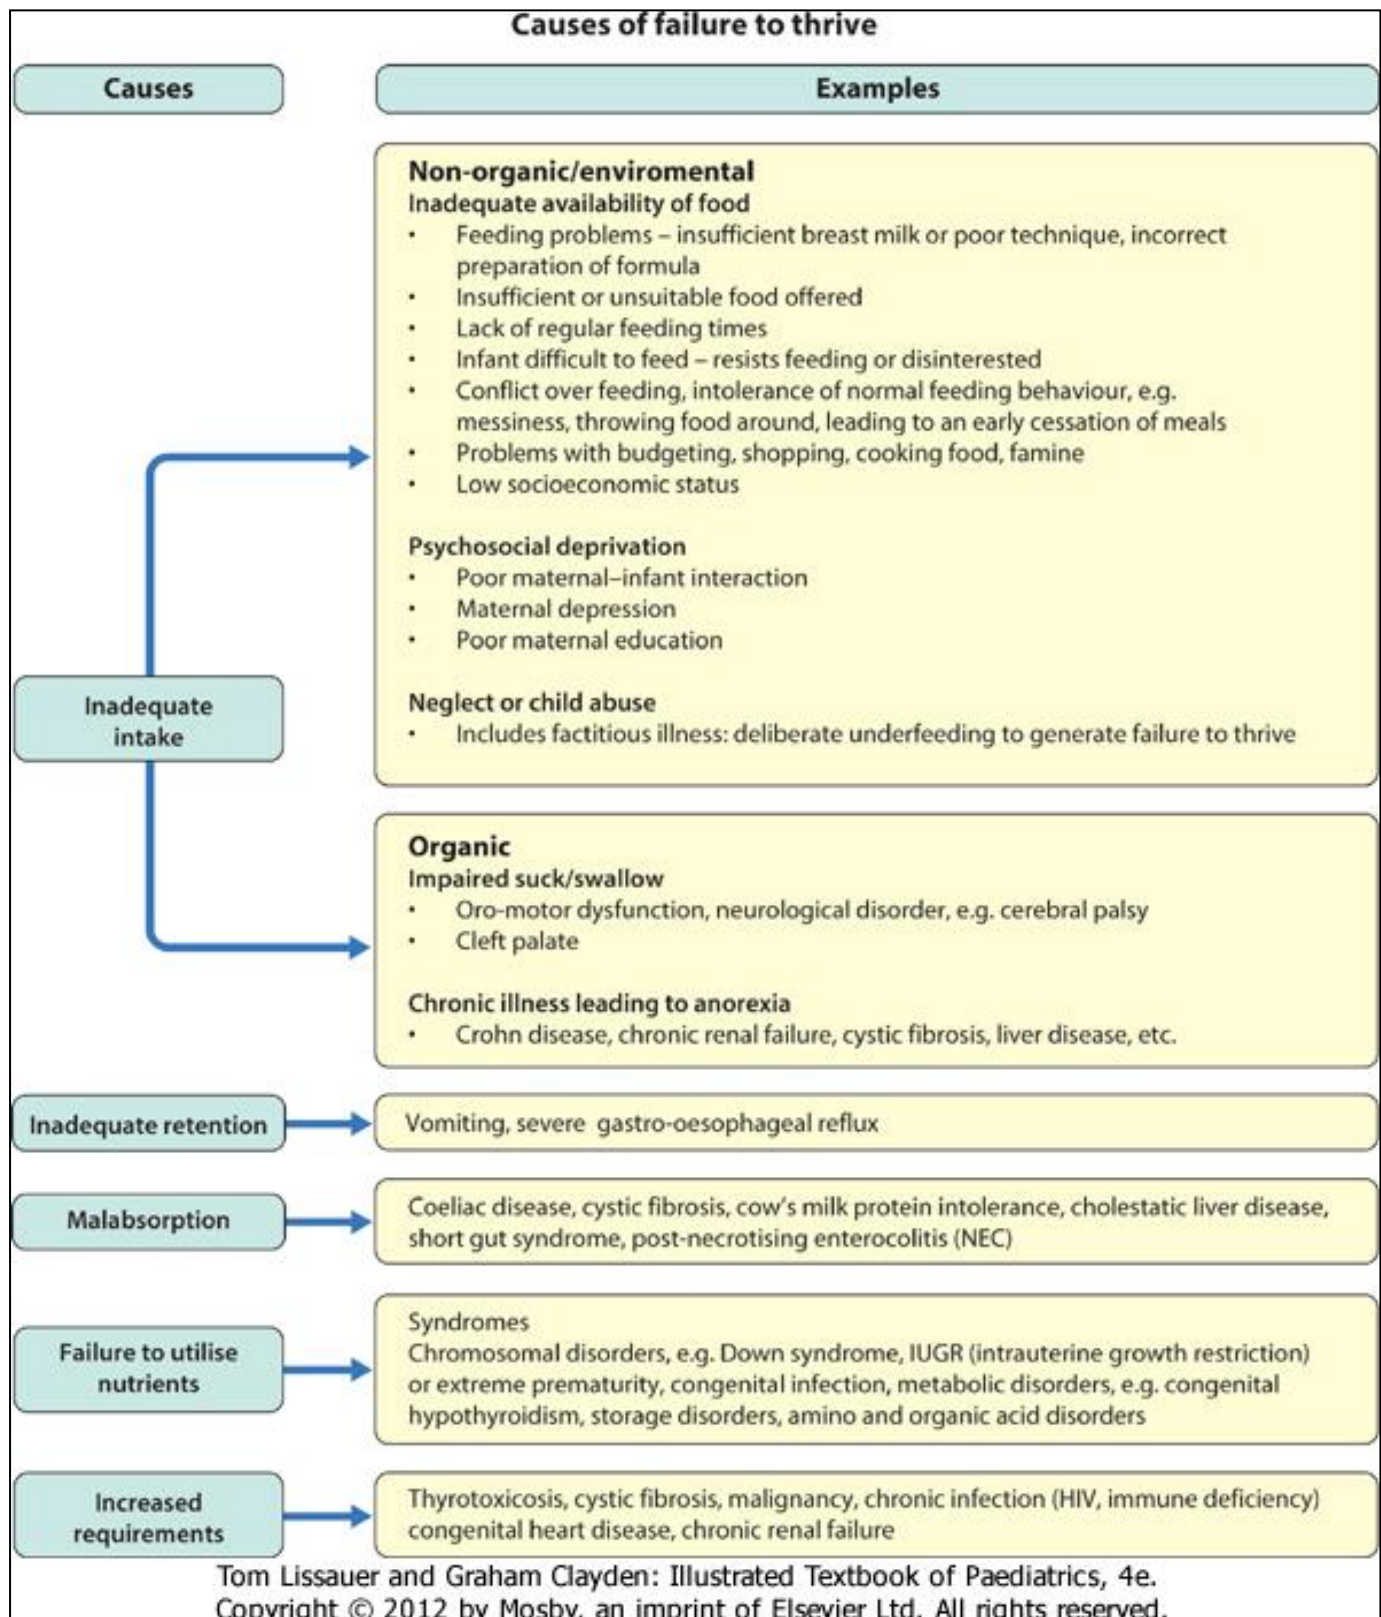 Causes of failure to thrive
Causes
Examples
Non-organic/enviromental
Inadequate availability of food
• Feeding problems – insufficient breast milk or poor technique, incorrect
preparation of formula
• Insufficient or unsuitable food offered
• Lack of regular feeding times
• Infant difficult to feed – resists feeding or disinterested
• Conflict over feeding, intolerance of normal feeding behaviour, e.g.
messiness, throwing food around, leading to an early cessation of meals
• Problems with budgeting, shopping, cooking food, famine
• Low socioeconomic status
Psychosocial deprivation
• Poor maternal–infant interaction
• Maternal depression
• Poor maternal education
Neglect or child abuse
• Includes factitious illness: deliberate underfeeding to generate failure to thrive
Inadequate
intake
Organic
Impaired suck/swallow
• Oro-motor dysfunction, neurological disorder, e.g. cerebral palsy
• Cleft palate
Chronic illness leading to anorexia
• Crohn disease, chronic renal failure, cystic fibrosis, liver disease, etc.
Inadequate retention
Vomiting, severe gastro-oesophageal reflux
Malabsorption
Coeliac disease, cystic fibrosis, cow's milk protein intolerance, cholestatic liver disease,
short gut syndrome, post-necrotising enterocolitis (NEC)
Failure to utilise
nutrients
Syndromes
Chromosomal disorders, e.g. Down syndrome, IUGR (intrauterine growth restriction)
or extreme prematurity, congenital infection, metabolic disorders, e.g. congenital
hypothyroidism, storage disorders, amino and organic acid disorders
Increased
requirements
Thyrotoxicosis, cystic fibrosis, malignancy, chronic infection (HIV, immune deficiency)
congenital heart disease, chronic renal failure
Tom Lissauer and Graham Clayden: Illustrated Textbook of Paediatrics, 4e.
Copyright © 2012 by Mosby, an imprint of Elsevier Ltd. All rights reserved.